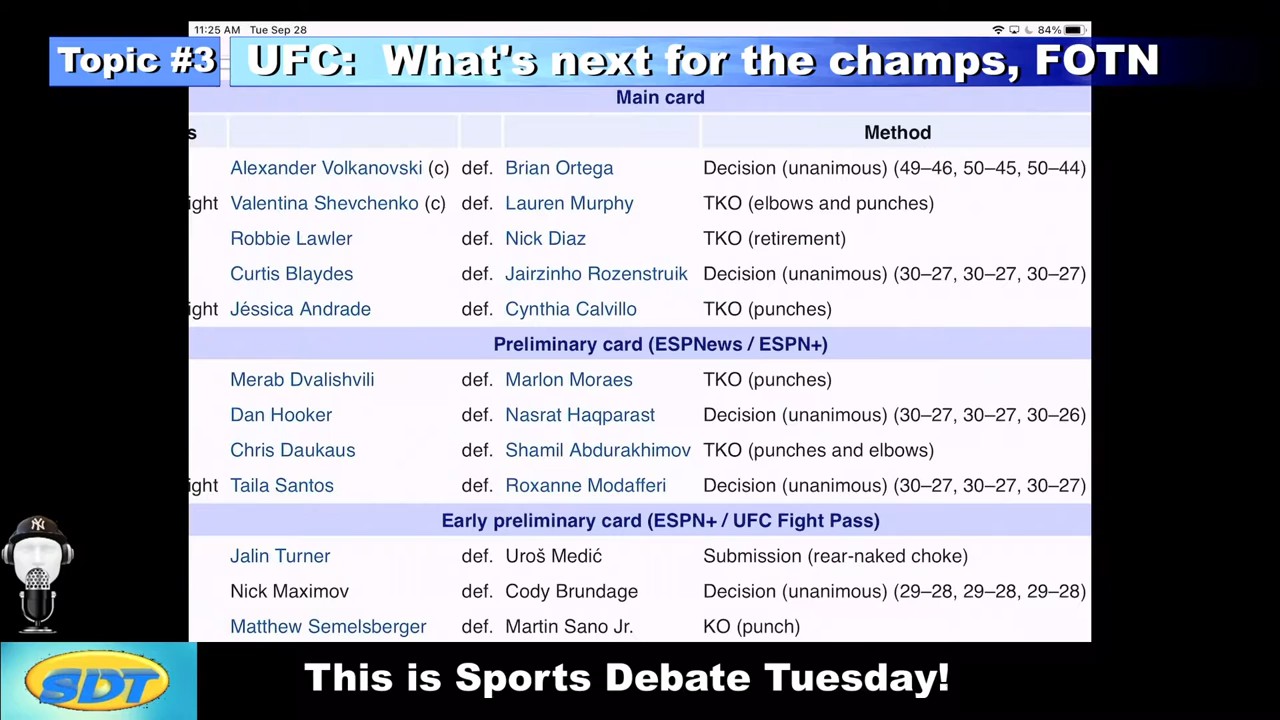 11:25 AM Tue Sep 28 84%
Topic #3 UFC: What's next for the champs, FOTN
Main card
s Method
Alexander Volkanovski (c) def. Brian Ortega Decision (unanimous) (49–46, 50–45, 50–44)
ight Valentina Shevchenko (c) def. Lauren Murphy TKO (elbows and punches)
Robbie Lawler def. Nick Diaz TKO (retirement)
Curtis Blaydes def. Jairzinho Rozenstruik Decision (unanimous) (30–27, 30–27, 30–27)
ight Jéssica Andrade def. Cynthia Calvillo TKO (punches)
Preliminary card (ESPNews / ESPN+)
Merab Dvalishvili def. Marlon Moraes TKO (punches)
Dan Hooker def. Nasrat Haqparast Decision (unanimous) (30–27, 30–27, 30–26)
Chris Daukaus def. Shamil Abdurakhimov TKO (punches and elbows)
ight Taila Santos def. Roxanne Modafferi Decision (unanimous) (30–27, 30–27, 30–27)
Early preliminary card (ESPN+ / UFC Fight Pass)
Jalin Turner def. Uroš Medić Submission (rear-naked choke)
Nick Maximov def. Cody Brundage Decision (unanimous) (29–28, 29–28, 29–28)
Matthew Semelsberger def. Martin Sano Jr. KO (punch)
SDT This is Sports Debate Tuesday!